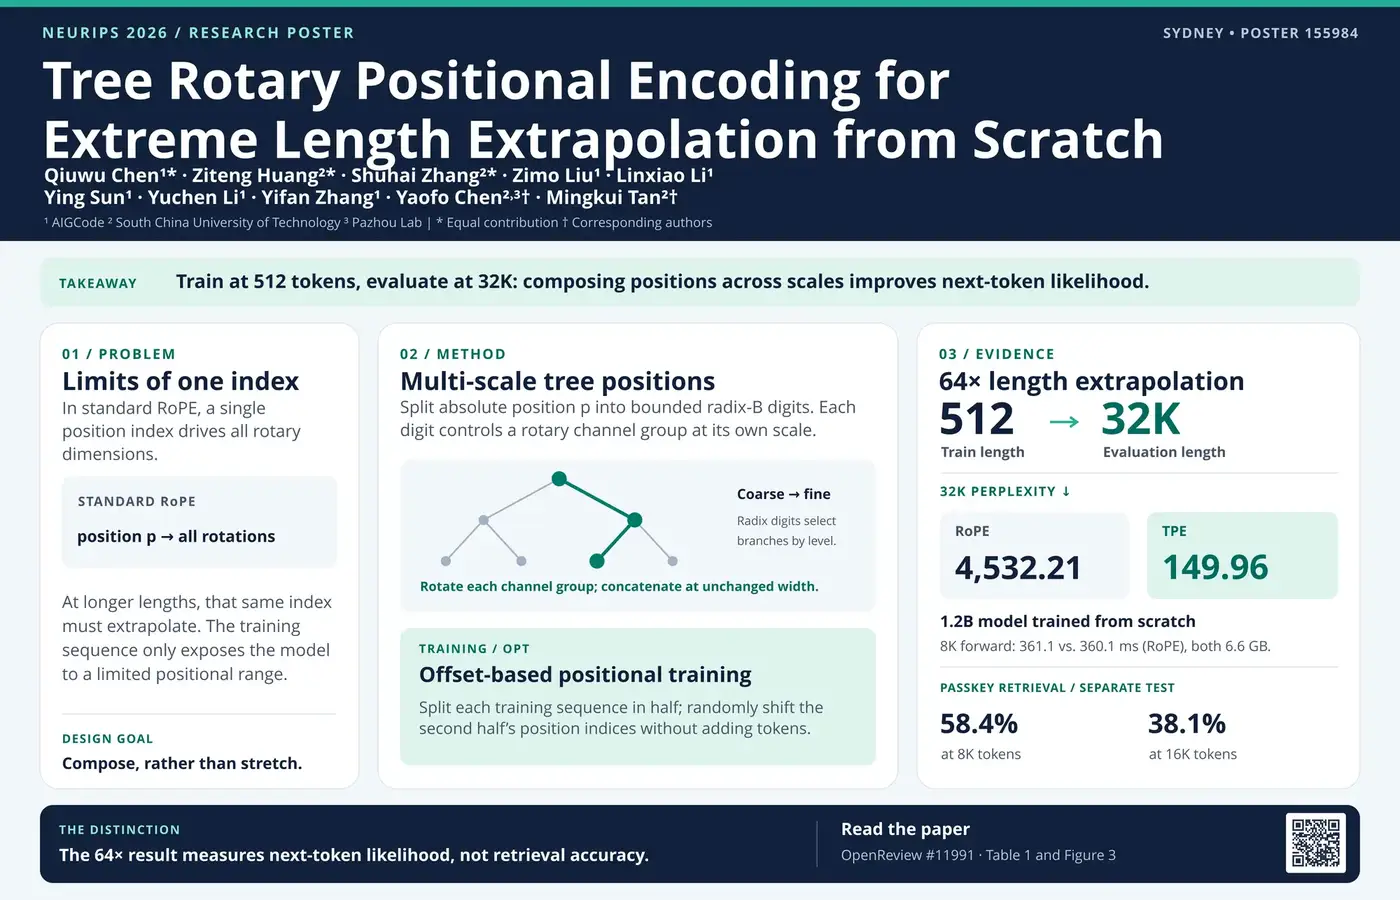 NEURIPS 2026 / RESEARCH POSTER
SYDNEY • POSTER 155984
Tree Rotary Positional Encoding for
Extreme Length Extrapolation from Scratch
Qiuwu Chen¹* · Ziteng Huang²* · Shuhai Zhang²* · Zimo Liu¹ · Linxiao Li¹
Ying Sun¹ · Yuchen Li¹ · Yifan Zhang¹ · Yaofo Chen²,³† · Mingkui Tan²†
¹ AIGCode ² South China University of Technology ³ Pazhou Lab | * Equal contribution † Corresponding authors
TAKEAWAY
Train at 512 tokens, evaluate at 32K: composing positions across scales improves next-token likelihood.
01 / PROBLEM
Limits of one index
In standard RoPE, a single
position index drives all rotary
dimensions.
STANDARD RoPE
position p → all rotations
At longer lengths, that same index
must extrapolate. The training
sequence only exposes the model
to a limited positional range.
DESIGN GOAL
Compose, rather than stretch.
02 / METHOD
Multi-scale tree positions
Split absolute position p into bounded radix-B digits. Each
digit controls a rotary channel group at its own scale.
Coarse → fine
Radix digits select
branches by level.
Rotate each channel group; concatenate at unchanged width.
TRAINING / OPT
Offset-based positional training
Split each training sequence in half; randomly shift the
second half’s position indices without adding tokens.
03 / EVIDENCE
64× length extrapolation
512 → 32K
Train length
Evaluation length
32K PERPLEXITY ↓
RoPE
4,532.21
TPE
149.96
1.2B model trained from scratch
8K forward: 361.1 vs. 360.1 ms (RoPE), both 6.6 GB.
PASSKEY RETRIEVAL / SEPARATE TEST
58.4%
at 8K tokens
38.1%
at 16K tokens
THE DISTINCTION
The 64× result measures next-token likelihood, not retrieval accuracy.
Read the paper
OpenReview #11991 · Table 1 and Figure 3